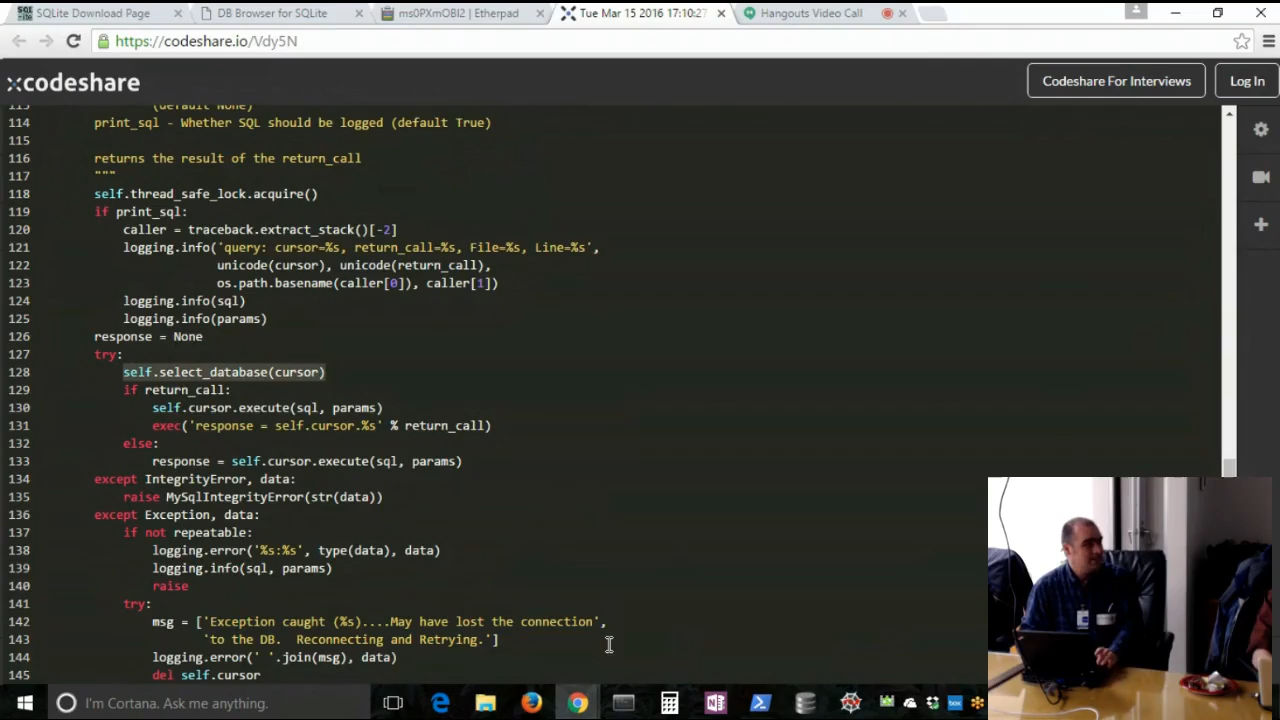 SQLite Download Page
DB Browser for SQLite
ms0PXmOBI2 | Etherpad
Tue Mar 15 2016 17:10:27
Hangouts Video Call
https://codeshare.io/Vdy5N
codeshare
Codeshare For Interviews
Log In
113 (default None)
114 print_sql - Whether SQL should be logged (default True)
115
116 returns the result of the return_call
117 """
118 self.thread_safe_lock.acquire()
119 if print_sql:
120 caller = traceback.extract_stack()[-2]
121 logging.info('query: cursor=%s, return_call=%s, File=%s, Line=%s',
122 unicode(cursor), unicode(return_call),
123 os.path.basename(caller[0]), caller[1])
124 logging.info(sql)
125 logging.info(params)
126 response = None
127 try:
128 self.select_database(cursor)
129 if return_call:
130 self.cursor.execute(sql, params)
131 exec('response = self.cursor.%s' % return_call)
132 else:
133 response = self.cursor.execute(sql, params)
134 except IntegrityError, data:
135 raise MySqlIntegrityError(str(data))
136 except Exception, data:
137 if not repeatable:
138 logging.error('%s:%s', type(data), data)
139 logging.info(sql, params)
140 raise
141 try:
142 msg = ['Exception caught (%s)....May have lost the connection',
143 'to the DB.  Reconnecting and Retrying.']
144 logging.error(' '.join(msg), data)
145 del self.cursor
I'm Cortana. Ask me anything.